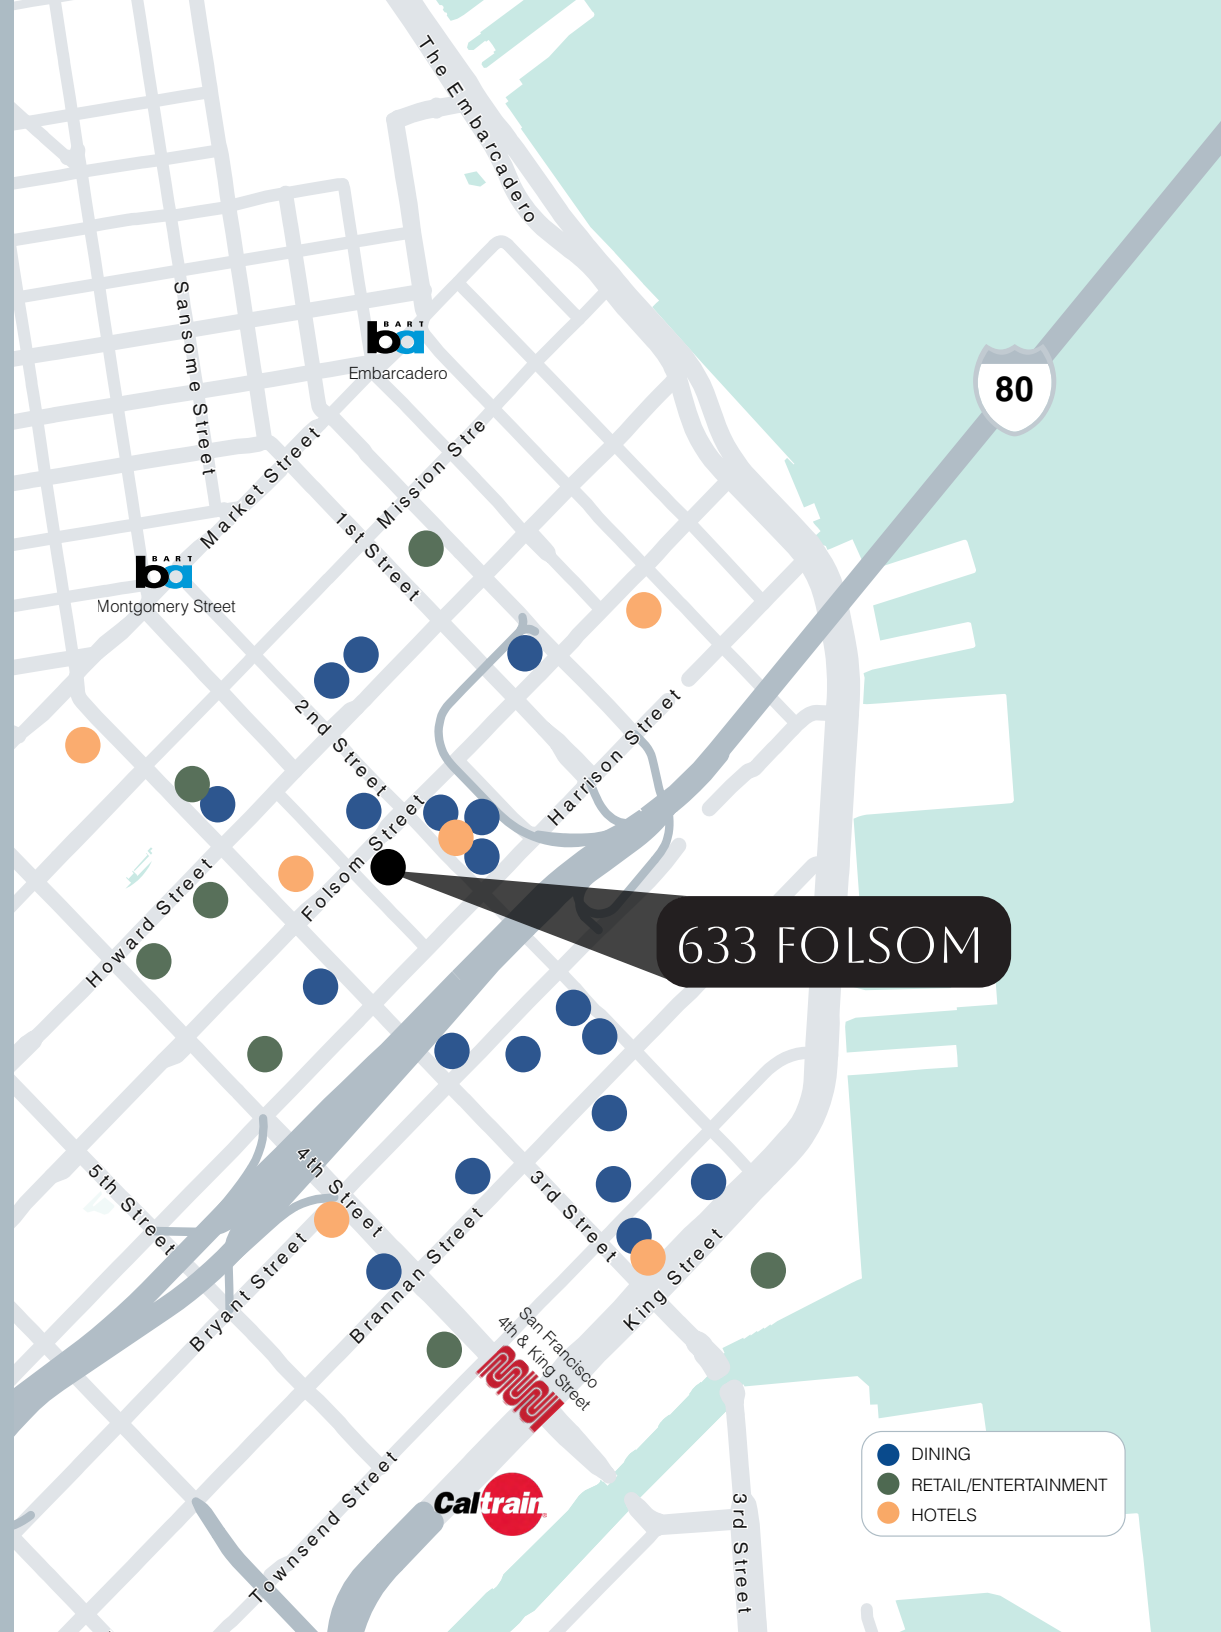 The Embarcadero
Sansome Street
BART
ba
Embarcadero
80
Market Street
Mission Stre
1st Street
BART
ba
Montgomery Street
2nd Street
Harrison Street
Folsom Street
Howard Street
633 FOLSOM
5th Street
4th Street
3rd Street
Bryant Street
Brannan Street
King Street
San Francisco
4th & King Street
Townsend Street
Caltrain
3rd Street
DINING
RETAIL/ENTERTAINMENT
HOTELS